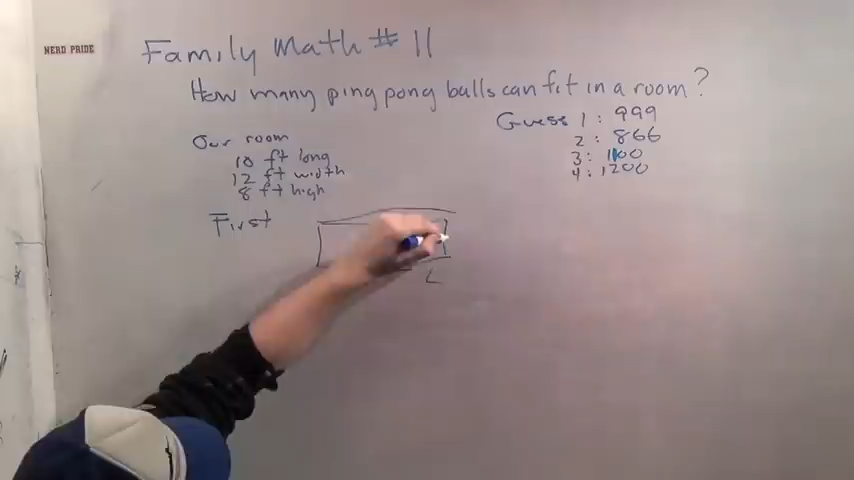 NERD PRIDE
Family Math # 11
How many ping pong balls can fit in a room?
Our room
10 ft long
12 ft width
8 ft high
Guess 1: 999
2: 866
3: 1100
4: 1200
First
L